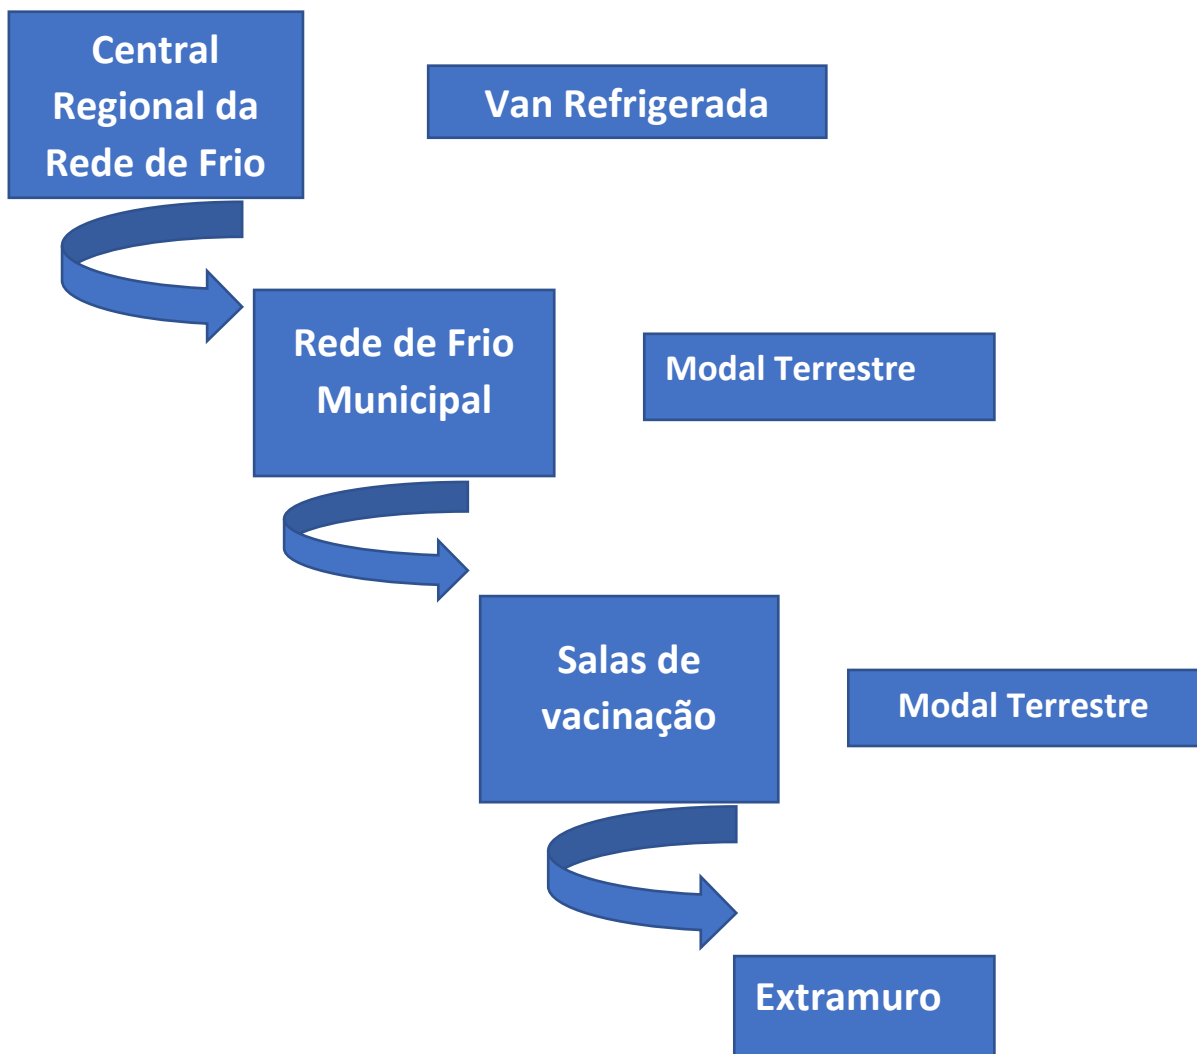 Central
Regional da
Rede de Frio
Van Refrigerada
Rede de Frio
Municipal
Modal Terrestre
Salas de
vacinação
Modal Terrestre
Extramuro